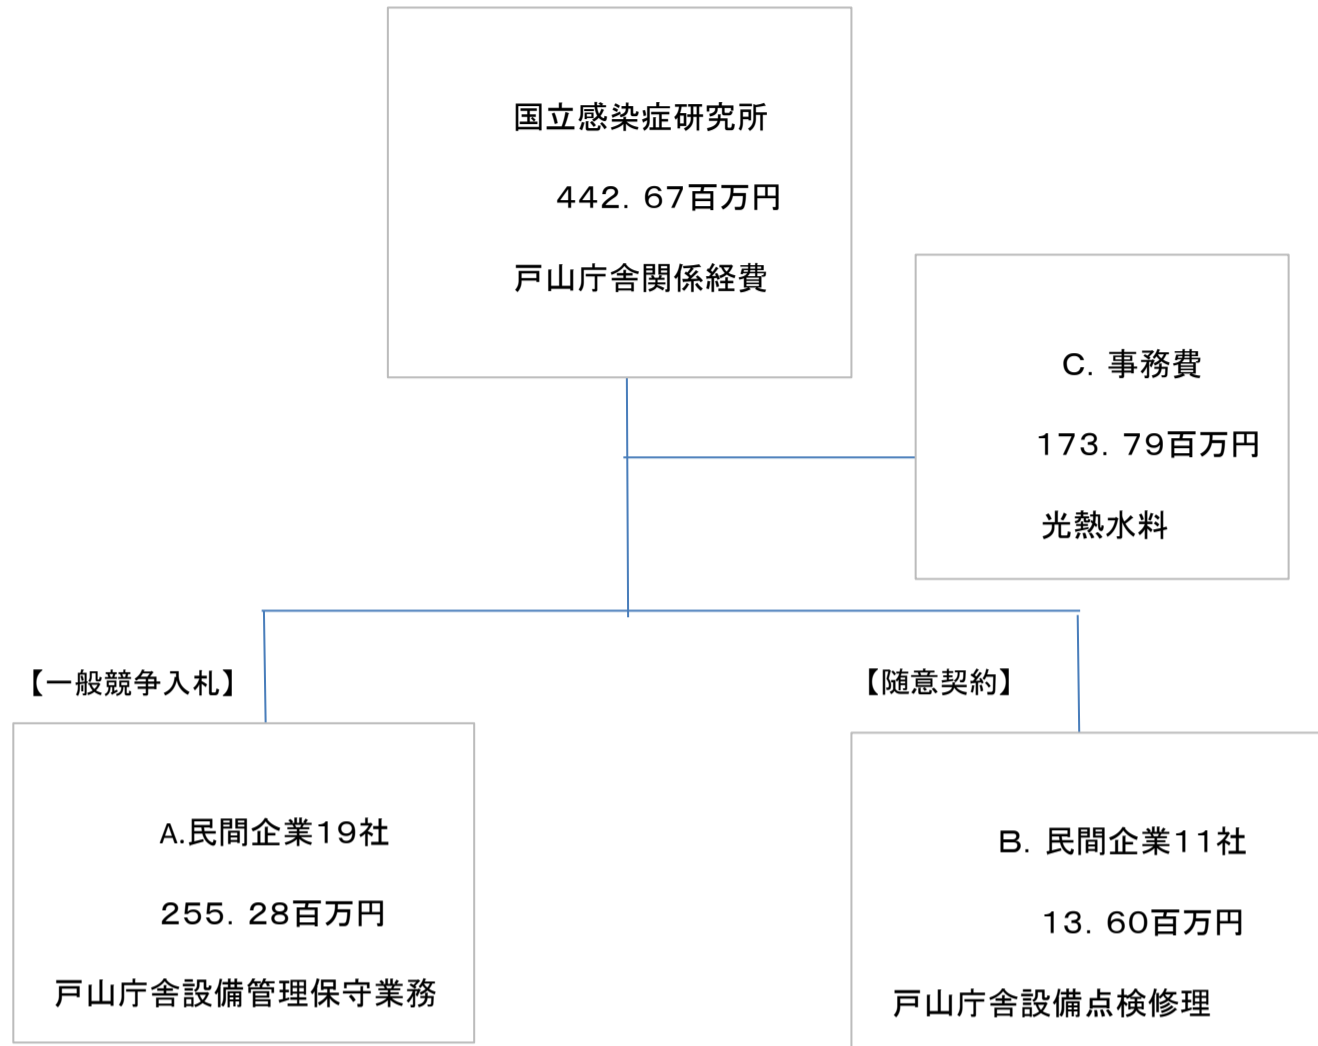 国立感染症研究所
442．67百万円
戸山庁舎関係経費
C．事務費
173．79百万円
光熱水料
【一般競争入札】
【随意契約】
A.民間企業19社
255．28百万円
戸山庁舎設備管理保守業務
B．民間企業11社
13．60百万円
戸山庁舎設備点検修理